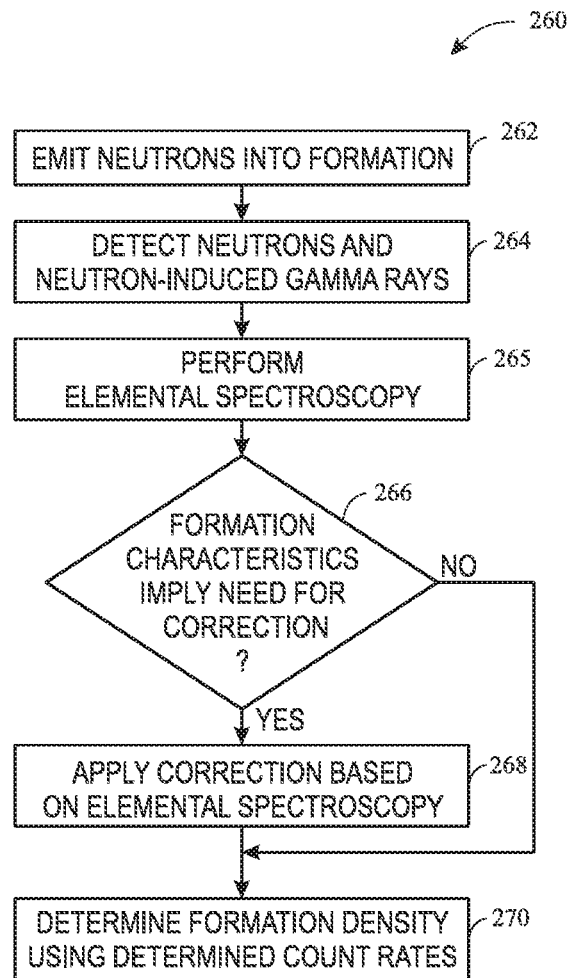 260
262
EMIT NEUTRONS INTO FORMATION
264
DETECT NEUTRONS AND
NEUTRON-INDUCED GAMMA RAYS
265
PERFORM
ELEMENTAL SPECTROSCOPY
266
FORMATION
CHARACTERISTICS
IMPLY NEED FOR
CORRECTION
?
NO
YES
268
APPLY CORRECTION BASED
ON ELEMENTAL SPECTROSCOPY
270
DETERMINE FORMATION DENSITY
USING DETERMINED COUNT RATES